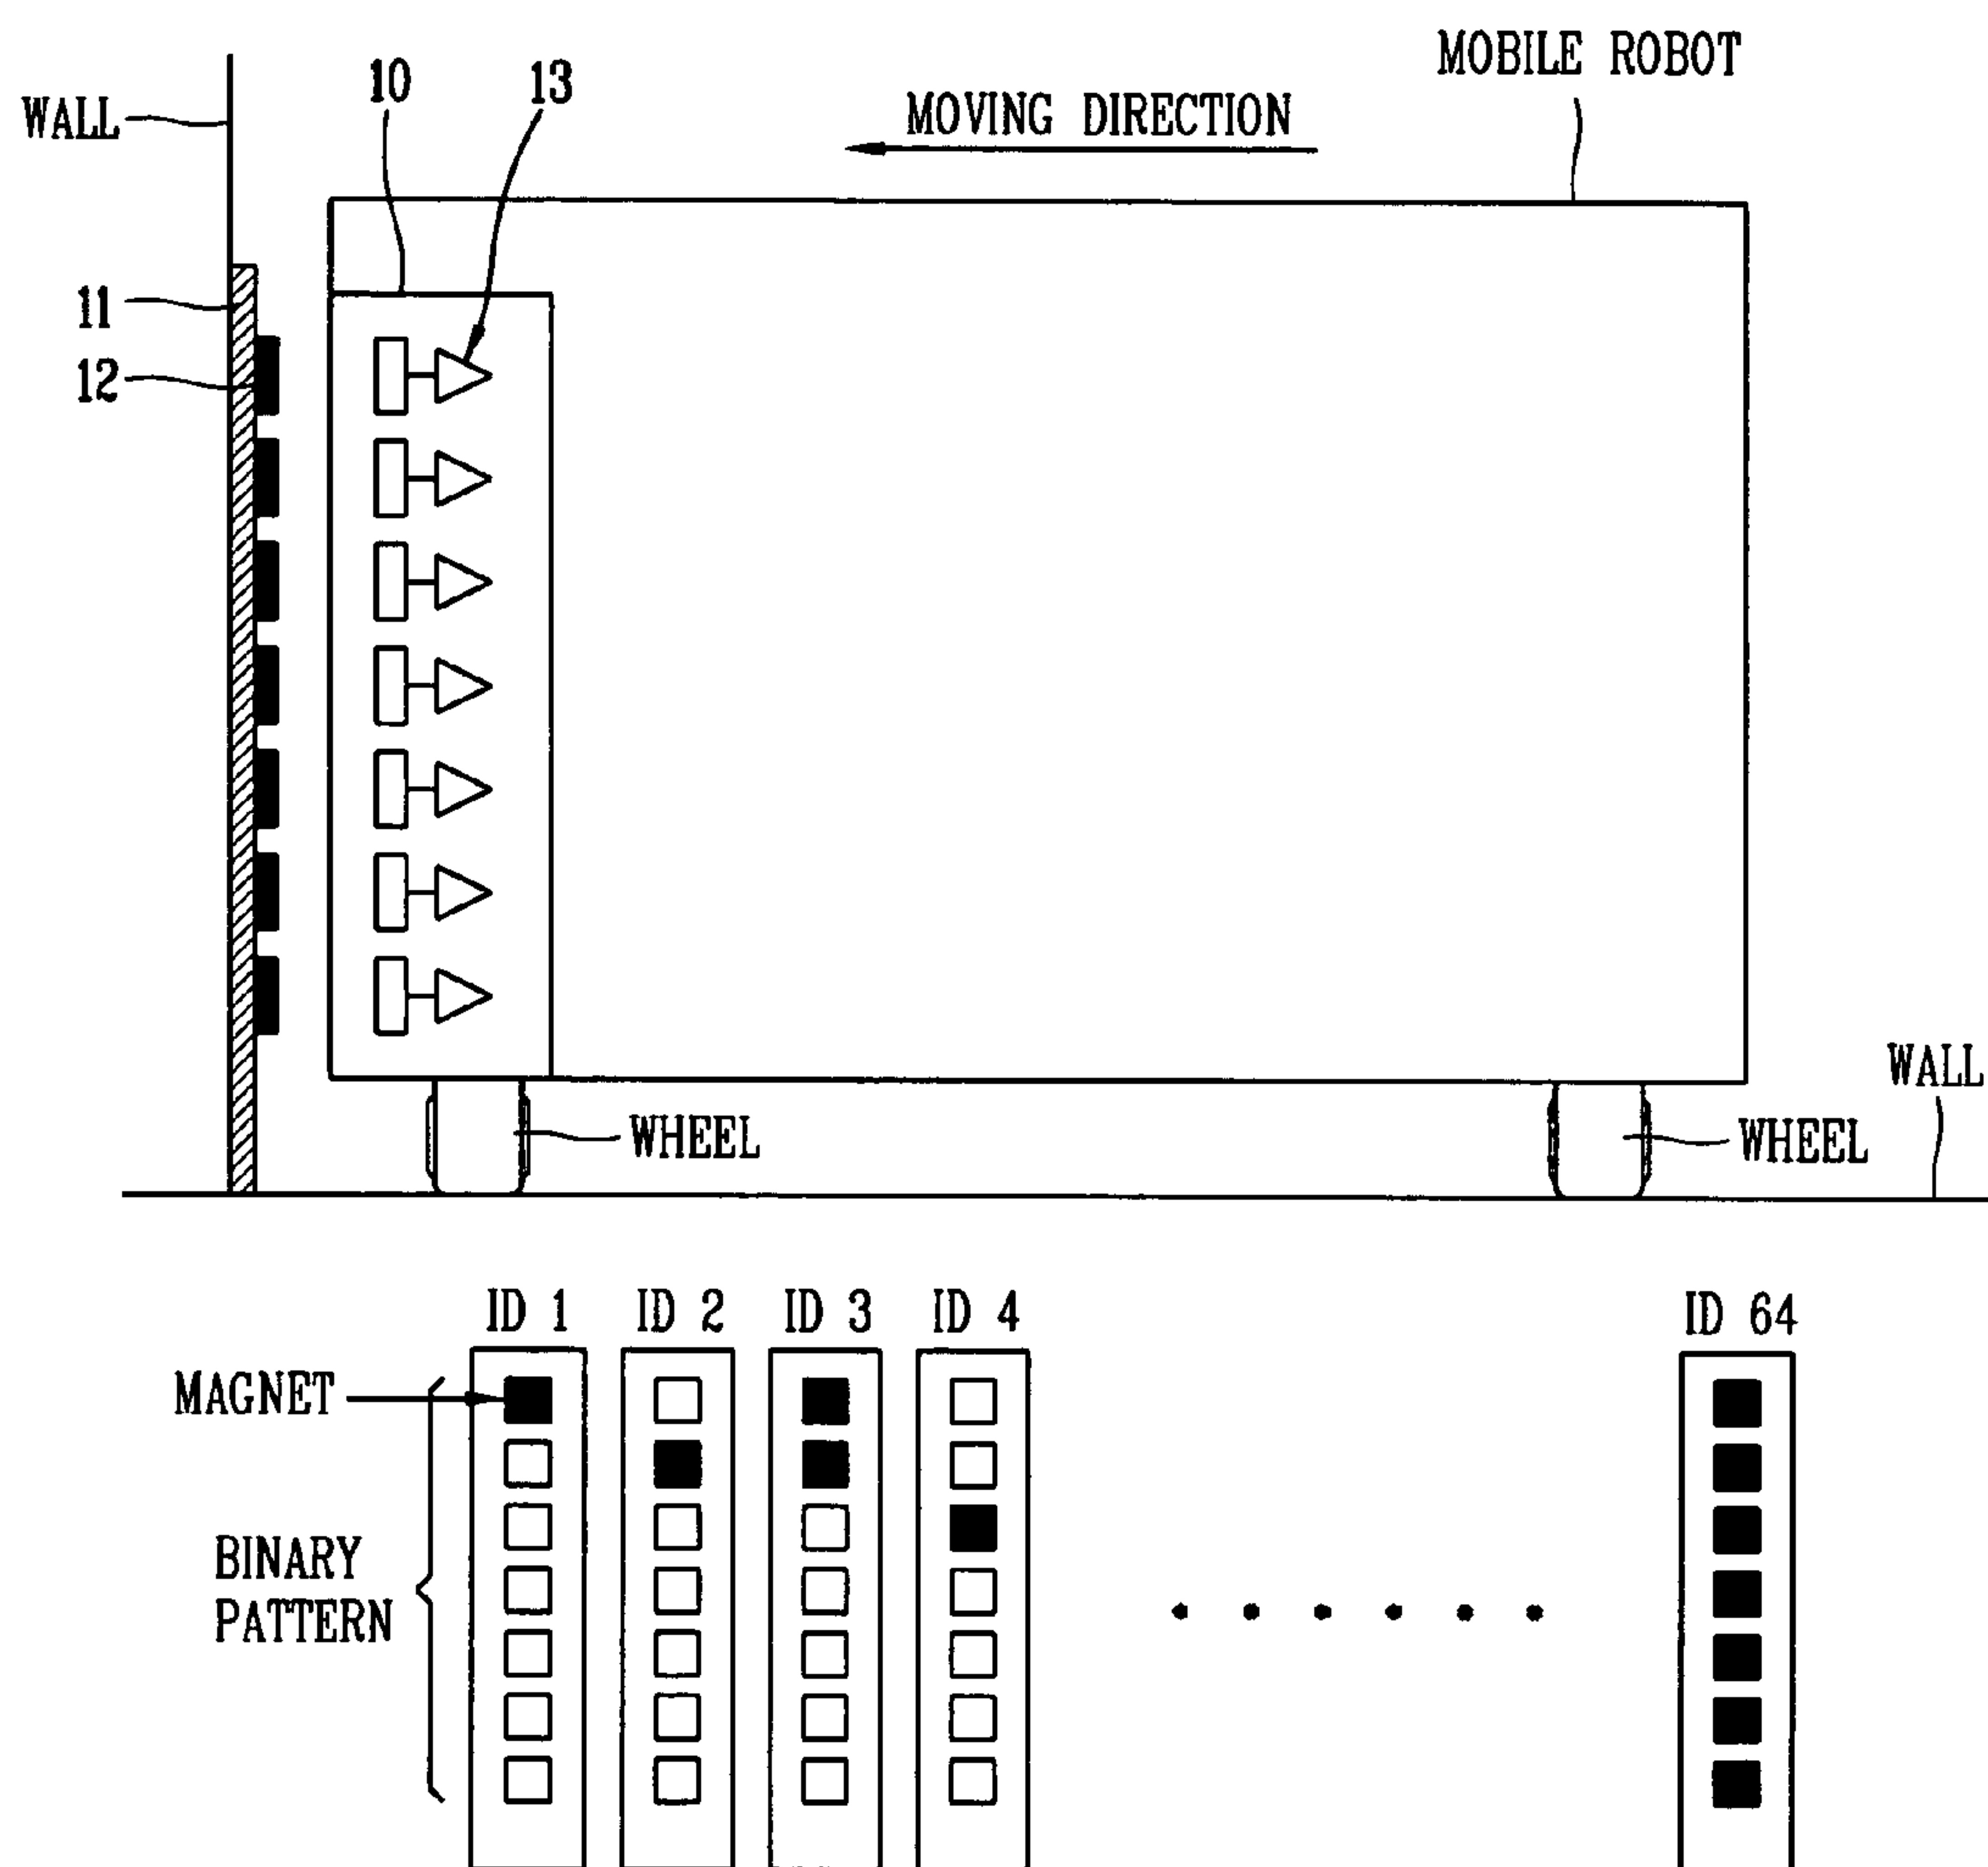 MOBILE ROBOT
10
13
MOVING DIRECTION
WALL
11
12
WALL
WHEEL
WHEEL
ID 1
ID 2
ID 3
ID 4
ID 64
MAGNET
BINARY
PATTERN